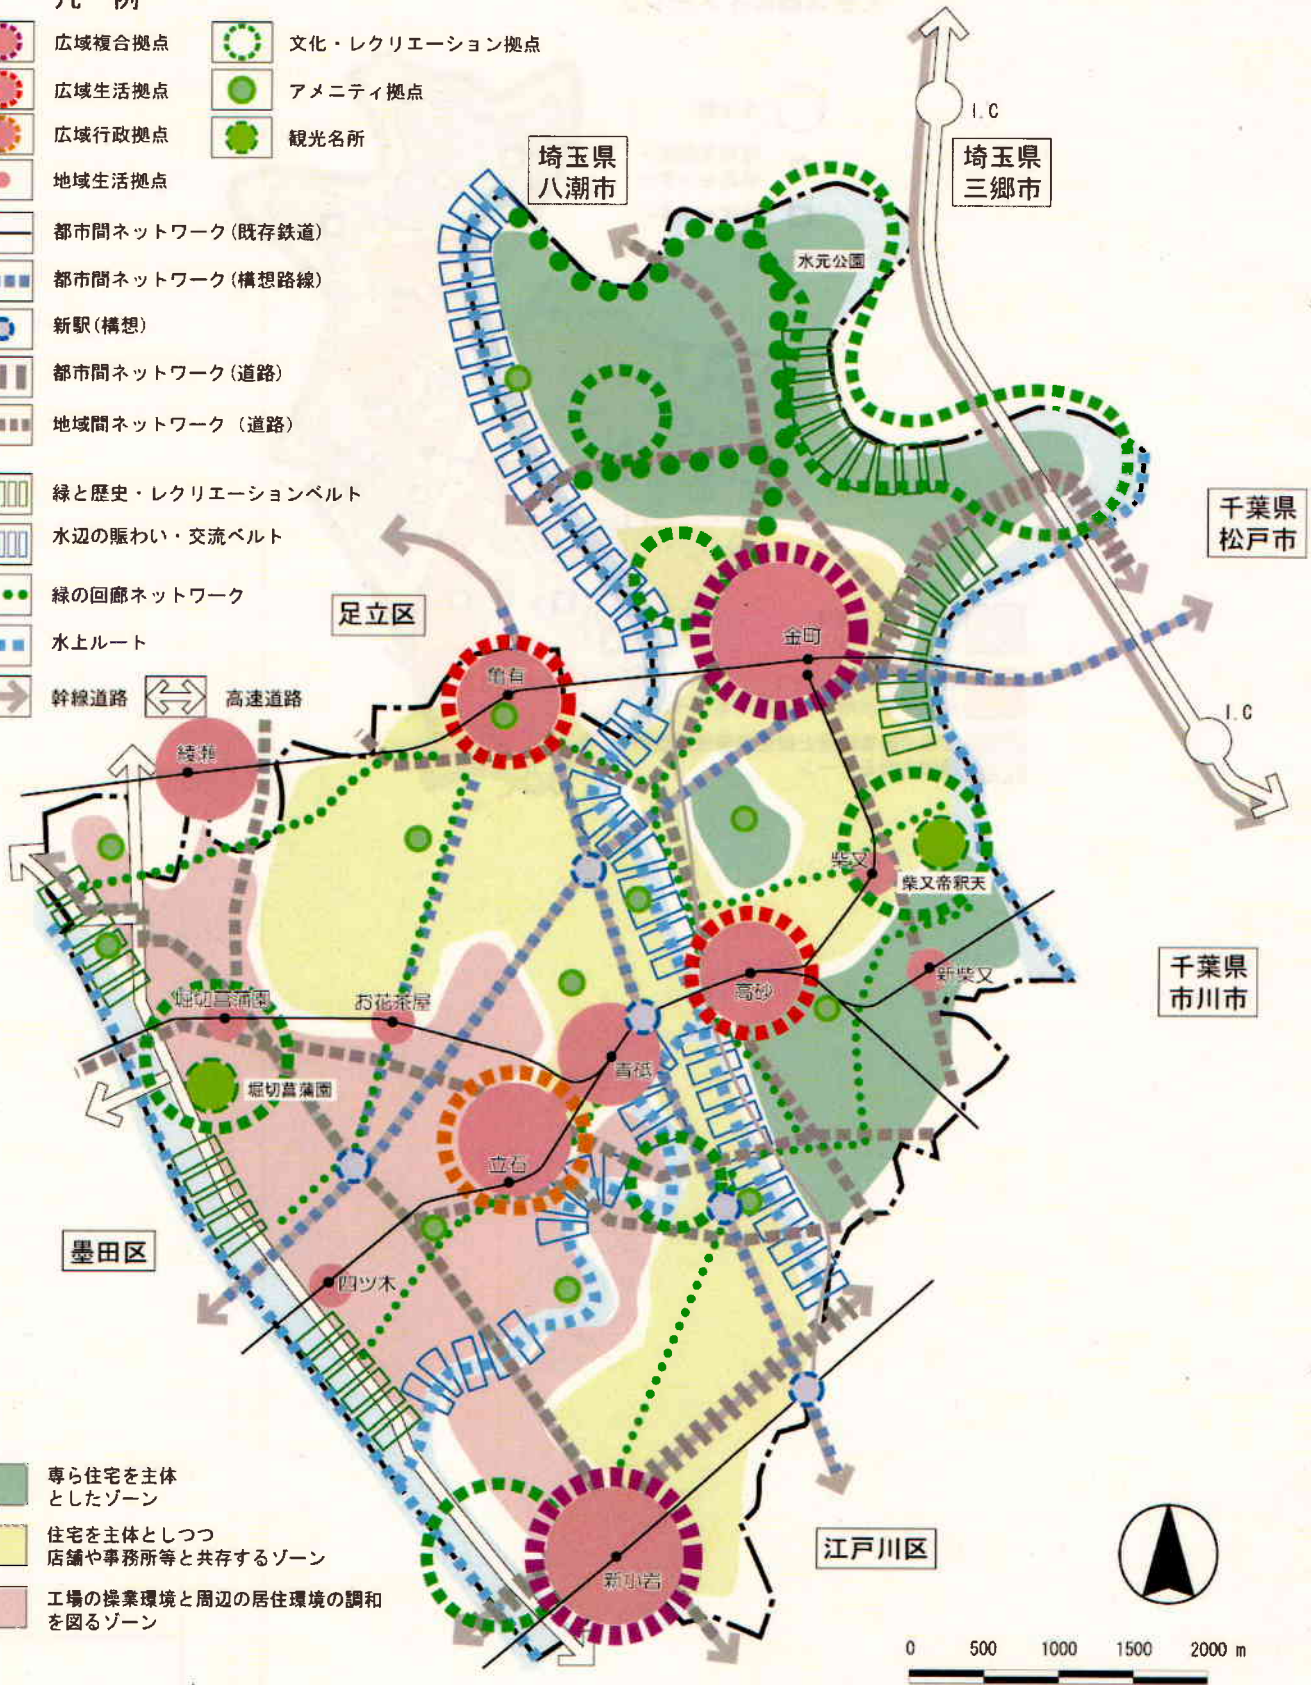 凡 例
広域複合拠点
広域生活拠点
広域行政拠点
地域生活拠点
文化・レクリエーション拠点
アメニティ拠点
観光名所
都市間ネットワーク(既存鉄道)
都市間ネットワーク(構想路線)
新駅(構想)
都市間ネットワーク(道路)
地域間ネットワーク(道路)
緑と歴史・レクリエーションベルト
水辺の賑わい・交流ベルト
緑の回廊ネットワーク
水上ルート
幹線道路
高速道路
埼玉県
八潮市
埼玉県
三郷市
I.C
水元公園
千葉県
松戸市
足立区
金町
亀有
綾瀬
I.C
柴又
柴又帝釈天
新柴又
高砂
千葉県
市川市
堀切菖蒲園
お花茶屋
青砥
堀切菖蒲園
立石
墨田区
四ツ木
新小岩
江戸川区
専ら住宅を主体
としたゾーン
住宅を主体としつつ
店舗や事務所等と共存するゾーン
工場の操業環境と周辺の居住環境の調和
を図るゾーン
0 500 1000 1500 2000 m